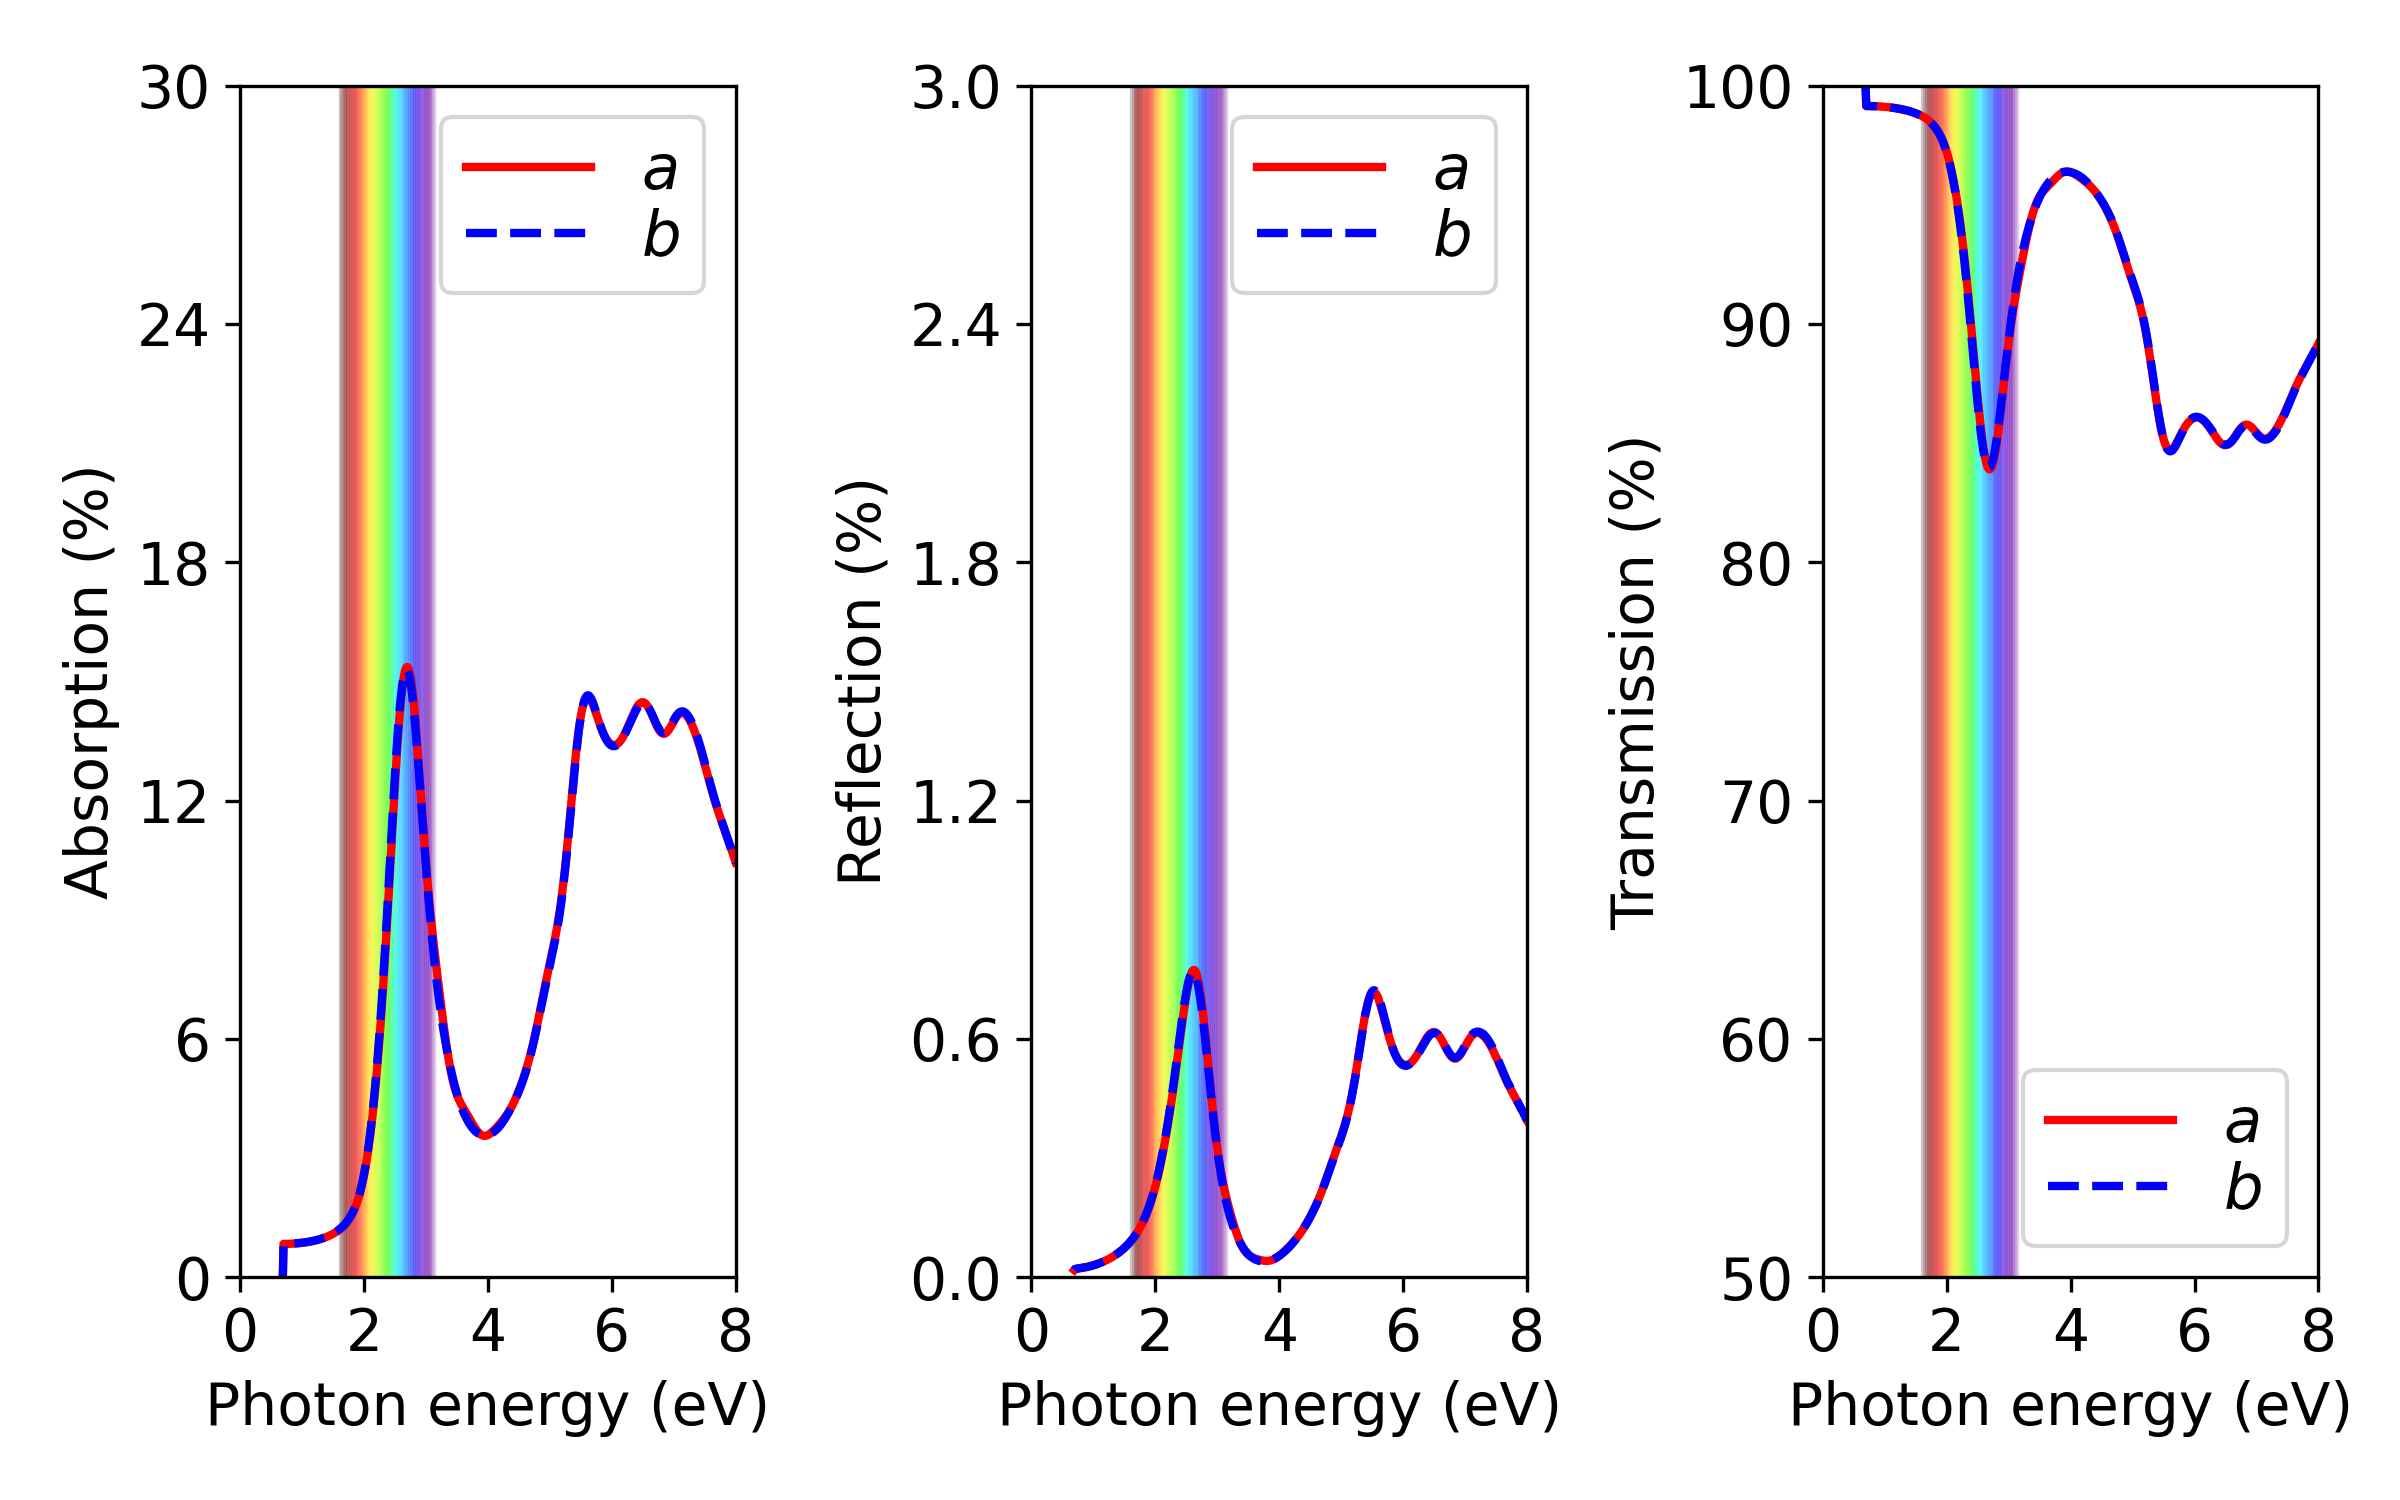 Absorption (%)
30
24
18
12
6
0
0 2 4 6 8
Photon energy (eV)
a
b
Reflection (%)
3.0
2.4
1.8
1.2
0.6
0.0
0 2 4 6 8
Photon energy (eV)
a
b
Transmission (%)
100
90
80
70
60
50
0 2 4 6 8
Photon energy (eV)
a
b